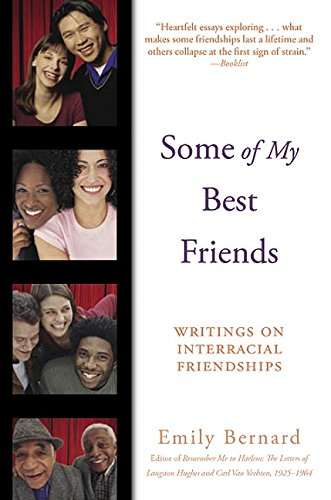 “Heartfelt essays exploring . . . what
makes some friendships last a lifetime and
others collapse at the first sign of strain.”
—Booklist
Some of My
Best
Friends
WRITINGS ON
INTERRACIAL
FRIENDSHIPS
Emily Bernard
Editor of Remember Me to Harlem: The Letters of
Langston Hughes and Carl Van Vechten, 1925–1964